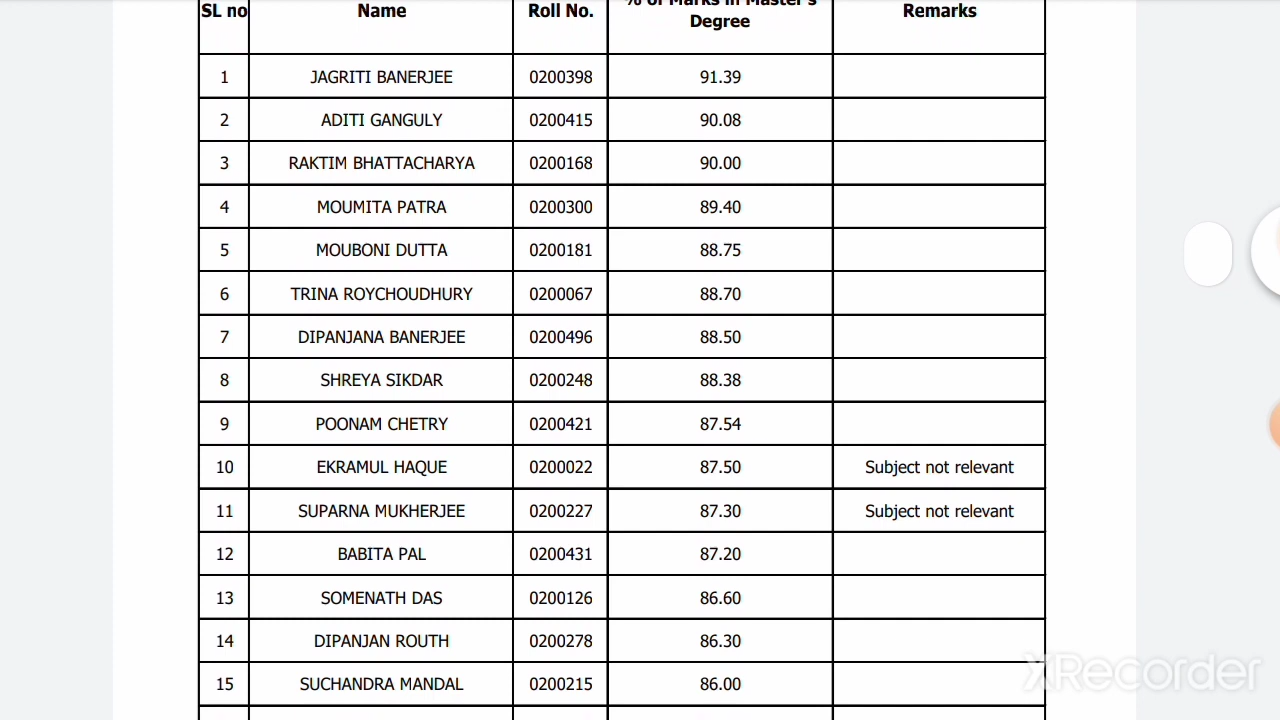 SL no Name Roll No. % of Marks in Master's Degree Remarks
1 JAGRITI BANERJEE 0200398 91.39
2 ADITI GANGULY 0200415 90.08
3 RAKTIM BHATTACHARYA 0200168 90.00
4 MOUMITA PATRA 0200300 89.40
5 MOUBONI DUTTA 0200181 88.75
6 TRINA ROYCHOUDHURY 0200067 88.70
7 DIPANJANA BANERJEE 0200496 88.50
8 SHREYA SIKDAR 0200248 88.38
9 POONAM CHETRY 0200421 87.54
10 EKRAMUL HAQUE 0200022 87.50 Subject not relevant
11 SUPARNA MUKHERJEE 0200227 87.30 Subject not relevant
12 BABITA PAL 0200431 87.20
13 SOMENATH DAS 0200126 86.60
14 DIPANJAN ROUTH 0200278 86.30
15 SUCHANDRA MANDAL 0200215 86.00
XRecorder